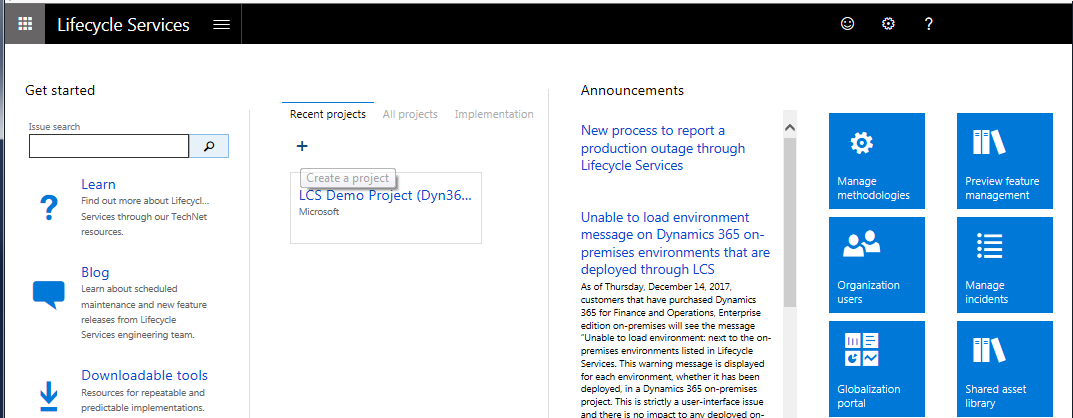 Lifecycle Services
?
Get started
Issue search
Learn
Find out more about Lifecycl...
Services through our TechNet
resources.
Blog
Learn about scheduled
maintenance and new feature
releases from Lifecycle
Services engineering team.
Downloadable tools
Resources for repeatable and
predictable implementations.
Recent projects
All projects
Implementation
+
Create a project
LCS Demo Project (Dyn36...
Microsoft
Announcements
New process to report a
production outage through
Lifecycle Services
Unable to load environment
message on Dynamics 365 on-
premises environments that are
deployed through LCS
As of Thursday, December 14, 2017,
customers that have purchased Dynamics
365 for Finance and Operations, Enterprise
edition on-premises will see the message
"Unable to load environment: next to the on-
premises environments listed in Lifecycle
Services. This warning message is displayed
for each environment, whether it has been
deployed, in a Dynamics 365 on-premises
project. This is strictly a user-interface issue
and there is no impact to any deployed on-
Manage
methodologies
Preview feature
management
Organization
users
Manage
incidents
Globalization
portal
Shared asset
library